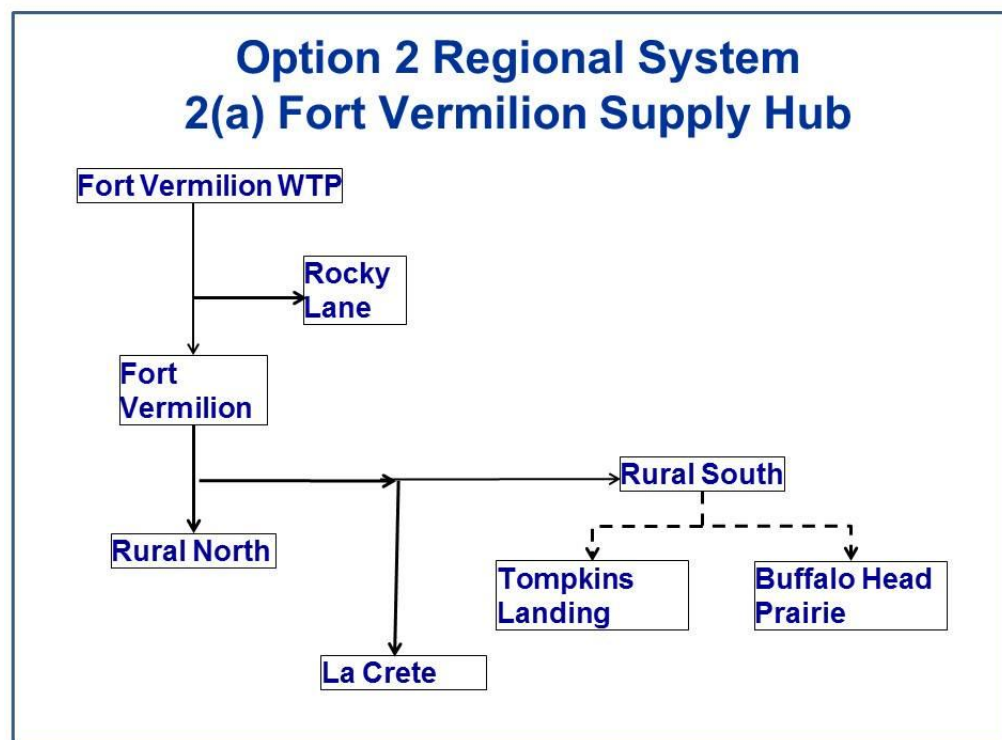 Option 2 Regional System
2(a) Fort Vermilion Supply Hub
Fort Vermilion WTP
Rocky
Lane
Fort
Vermilion
Rural South
Rural North
Tompkins
Landing
Buffalo Head
Prairie
La Crete